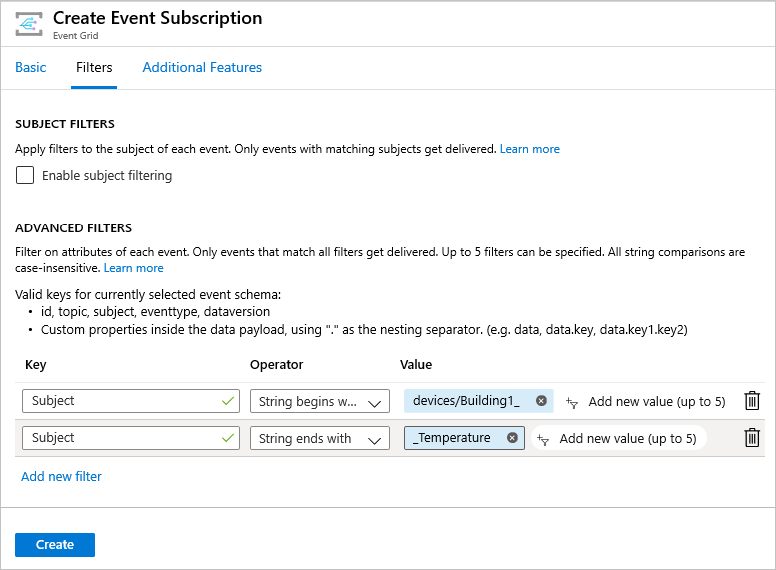 Create Event Subscription
Event Grid
Basic
Filters
Additional Features
SUBJECT FILTERS
Apply filters to the subject of each event. Only events with matching subjects get delivered. Learn more
Enable subject filtering
ADVANCED FILTERS
Filter on attributes of each event. Only events that match all filters get delivered. Up to 5 filters can be specified. All string comparisons are
case-insensitive. Learn more
Valid keys for currently selected event schema:
• id, topic, subject, eventtype, dataversion
• Custom properties inside the data payload, using "." as the nesting separator. (e.g. data, data.key, data.key1.key2)
Key Operator Value
Subject String begins w... devices/Building1_ Add new value (up to 5)
Subject String ends with _Temperature Add new value (up to 5)
Add new filter
Create